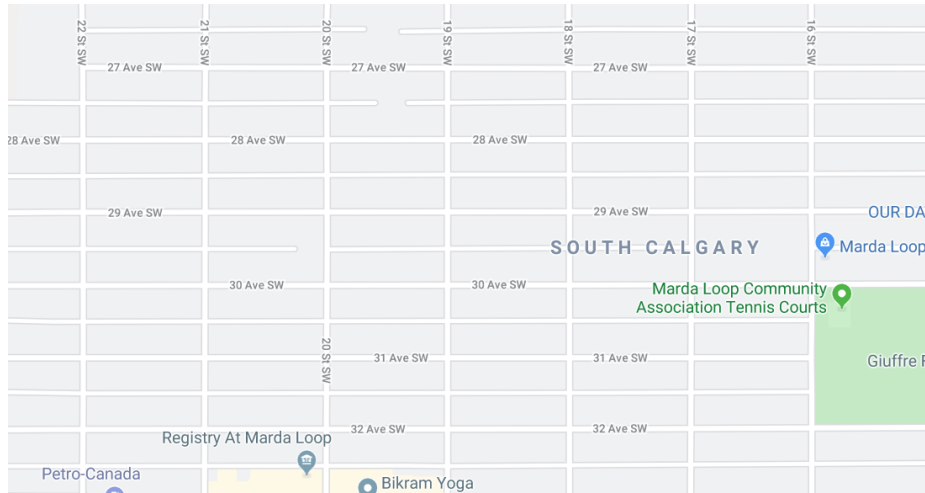 22 St SW
21 St SW
20 St SW
19 St SW
18 St SW
17 St SW
16 St SW
27 Ave SW
27 Ave SW
27 Ave SW
28 Ave SW
28 Ave SW
28 Ave SW
29 Ave SW
29 Ave SW
OUR DA
SOUTH CALGARY
Marda Loop
30 Ave SW
30 Ave SW
Marda Loop Community
Association Tennis Courts
20 St SW
31 Ave SW
31 Ave SW
Giuffre F
32 Ave SW
32 Ave SW
Registry At Marda Loop
Petro-Canada
Bikram Yoga